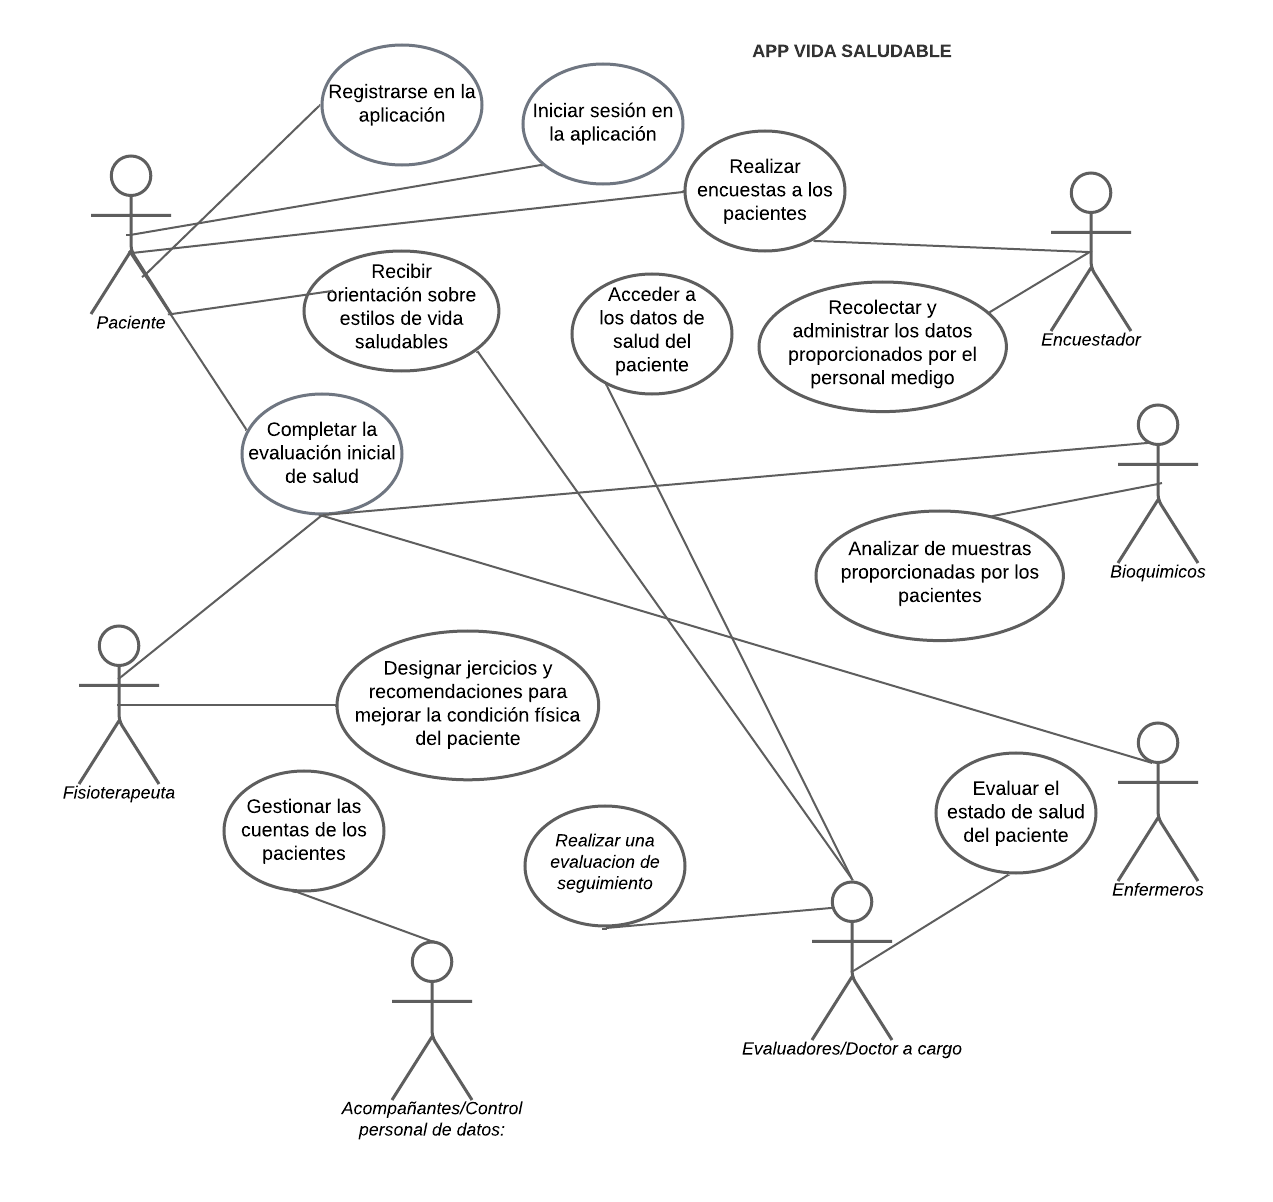 APP VIDA SALUDABLE
Registrarse en la
aplicación
Iniciar sesión en
la aplicación
Realizar
encuestas a los
pacientes
Paciente
Recibir
orientación sobre
estilos de vida
saludables
Acceder a
los datos de
salud del
paciente
Recolectar y
administrar los datos
proporcionados por el
personal medigo
Encuestador
Completar la
evaluación inicial
de salud
Analizar de muestras
proporcionadas por los
pacientes
Bioquimicos
Designar jercicios y
recomendaciones para
mejorar la condición física
del paciente
Fisioterapeuta
Gestionar las
cuentas de los
pacientes
Realizar una
evaluacion de
seguimiento
Evaluar el
estado de salud
del paciente
Enfermeros
Evaluadores/Doctor a cargo
Acompañantes/Control
personal de datos: